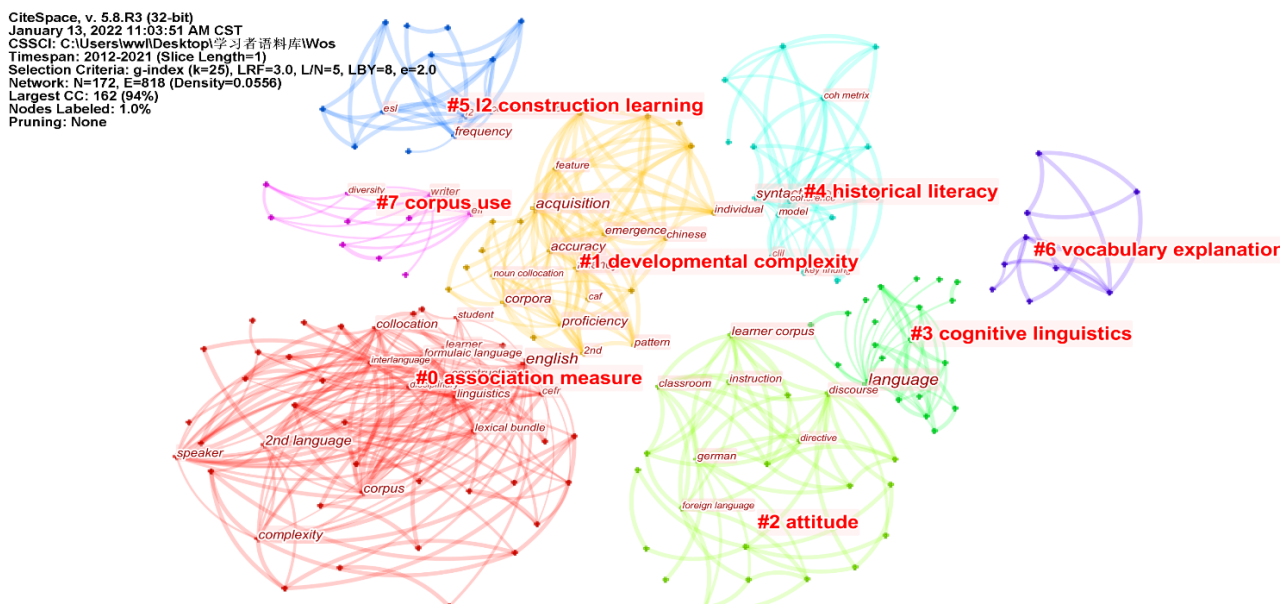 CiteSpace, v. 5.8.R3 (32-bit)
January 13, 2022 11:03:51 AM CST
CSSCI: C:\Users\wwl\Desktop\学习者语料库\Wos
Timespan: 2012-2021 (Slice Length=1)
Selection Criteria: g-index (k=25), LRF=3.0, L/N=5, LBY=8, e=2.0
Network: N=172, E=818 (Density=0.0556)
Largest CC: 162 (94%)
Nodes Labeled: 1.0%
Pruning: None
coh metrix
esl
#5 l2 construction learning
frequency
feature
diversity
writer
#7 corpus use
acquisition
individual
#4 historical literacy
model
emergence
chinese
accuracy
#6 vocabulary explanation
#1 developmental complexity
clil
key finding
noun collocation
caf
corpora
student
proficiency
collocation
learner corpus
#3 cognitive linguistics
pattern
2nd
learner
formulaic language
interlanguage
english
#0 association measure
language
classroom
instruction
discourse
linguistics
cefr
lexical bundle
2nd language
directive
speaker
german
corpus
foreign language
#2 attitude
complexity